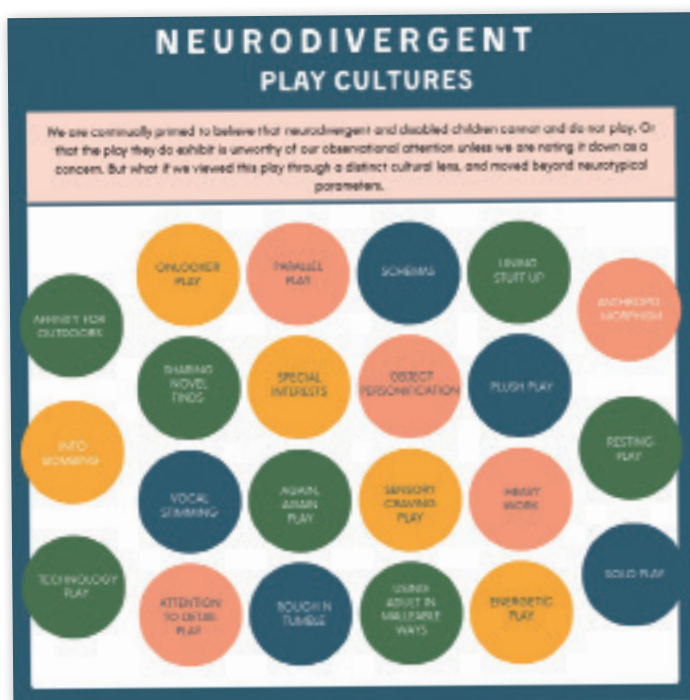 NEURODIVERGENT
PLAY CULTURES
We are continually primed to believe that neurodivergent and disabled children cannot and do not play. Or
that the play they do exhibit is unworthy of our observational attention unless we are noting it down as a
concern. But what if we viewed this play through a distinct cultural lens, and moved beyond neurotypical
parameters.
ONLOOKER
PLAY
PARALLEL
PLAY
SCHEMAS
LINING
STUFF UP
AFFINITY FOR
OUTDOORS
ANTHROPO-
MORPHISM
SHARING
NOVEL
FINDS
SPECIAL
INTERESTS
OBJECT
PERSONIFICATION
PLUSH PLAY
INFO
RESTING-
PLAY
VOCAL
STIMMING
AGAIN,
AGAIN
PLAY
SENSORY
CRAVING
PLAY
HEAVY
WORK
TECHNOLOGY
PLAY
SOLO PLAY
ATTENTION
TO DETAIL
PLAY
ROUGH N
TUMBLE
USING
ADULT IN
MALLEABLE
WAYS
ENERGETIC
PLAY